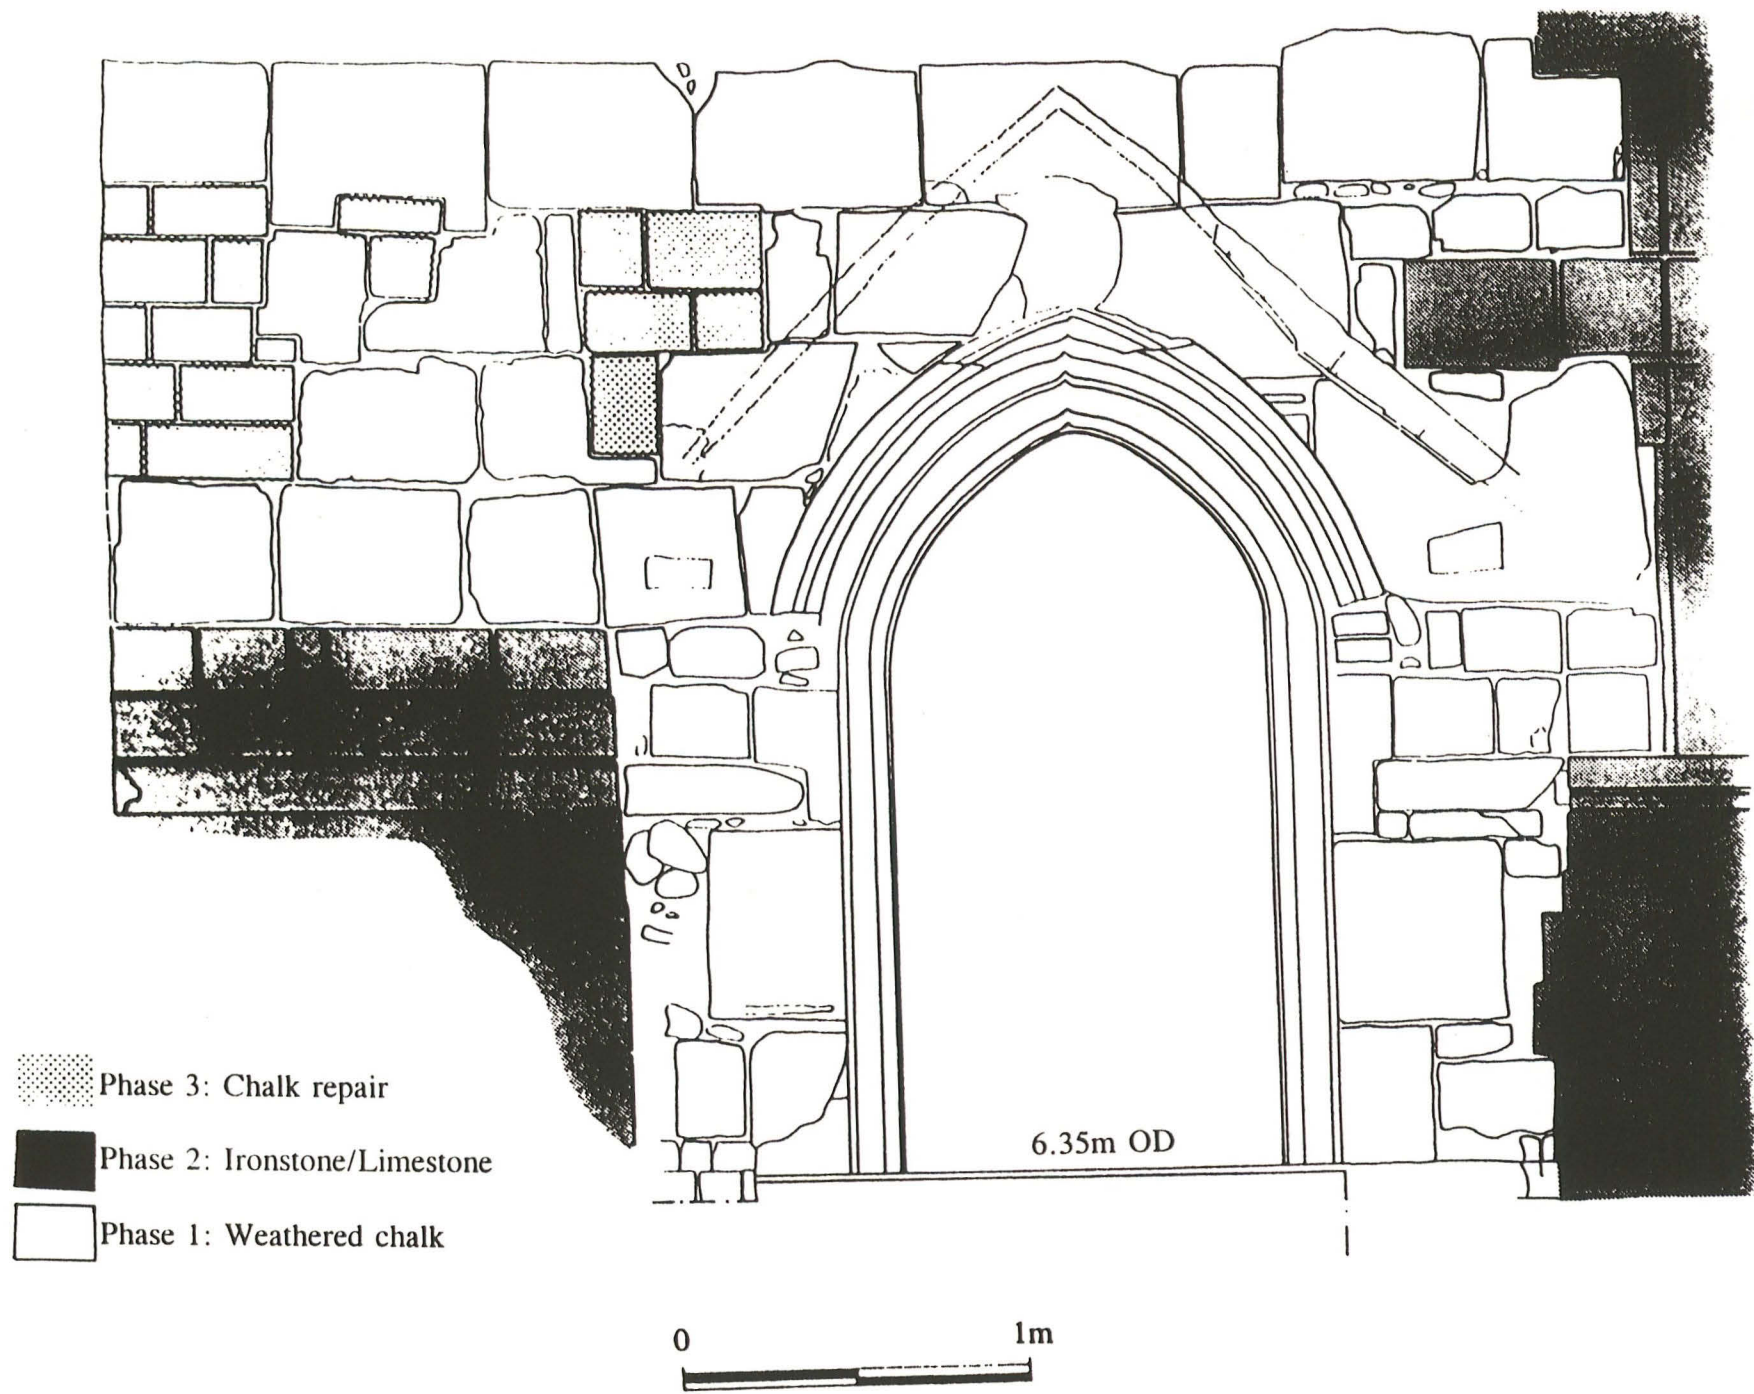 6.35m OD
Phase 3: Chalk repair
Phase 2: Ironstone/Limestone
Phase 1: Weathered chalk
0 1m